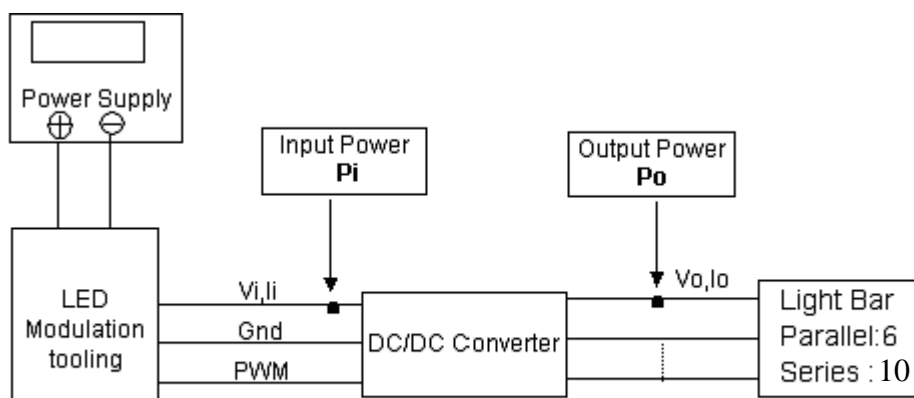 Power Supply
+ −
Input Power
Pi
Output Power
Po
LED
Modulation
tooling
Vi,Ii
Gnd
PWM
DC/DC Converter
Vo,Io
Light Bar
Parallel:6
Series : 10